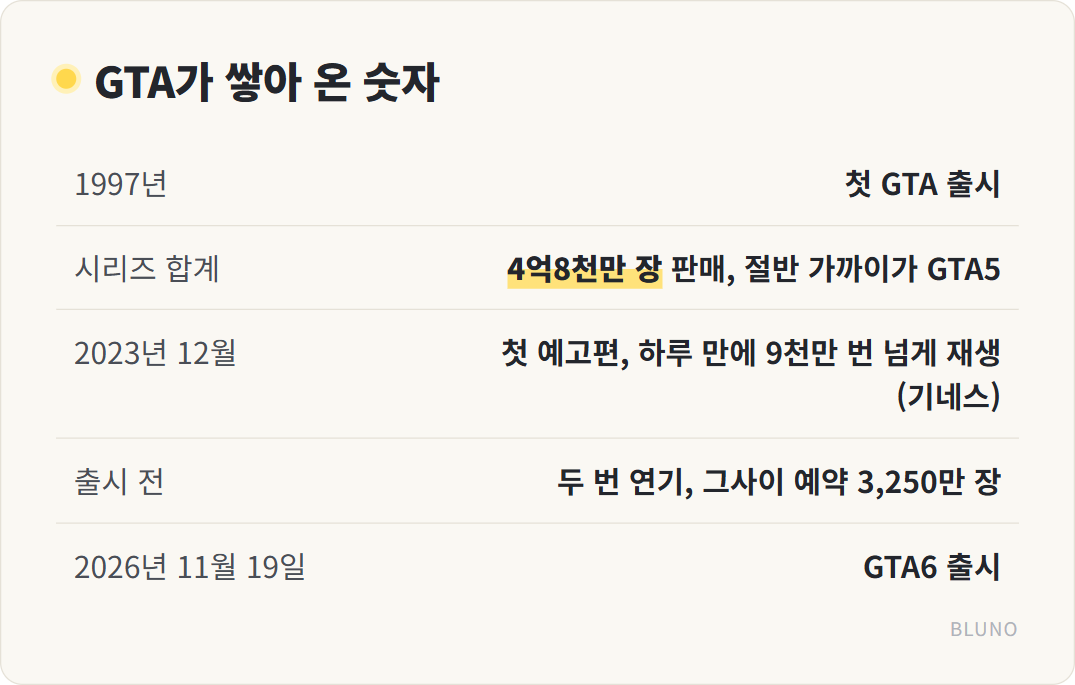 GTA가 쌓아 온 숫자
1997년 첫 GTA 출시
시리즈 합계 4억8천만 장 판매, 절반 가까이가 GTA5
2023년 12월 첫 예고편, 하루 만에 9천만 번 넘게 재생
(기네스)
출시 전 두 번 연기, 그사이 예약 3,250만 장
2026년 11월 19일 GTA6 출시
BLUNO